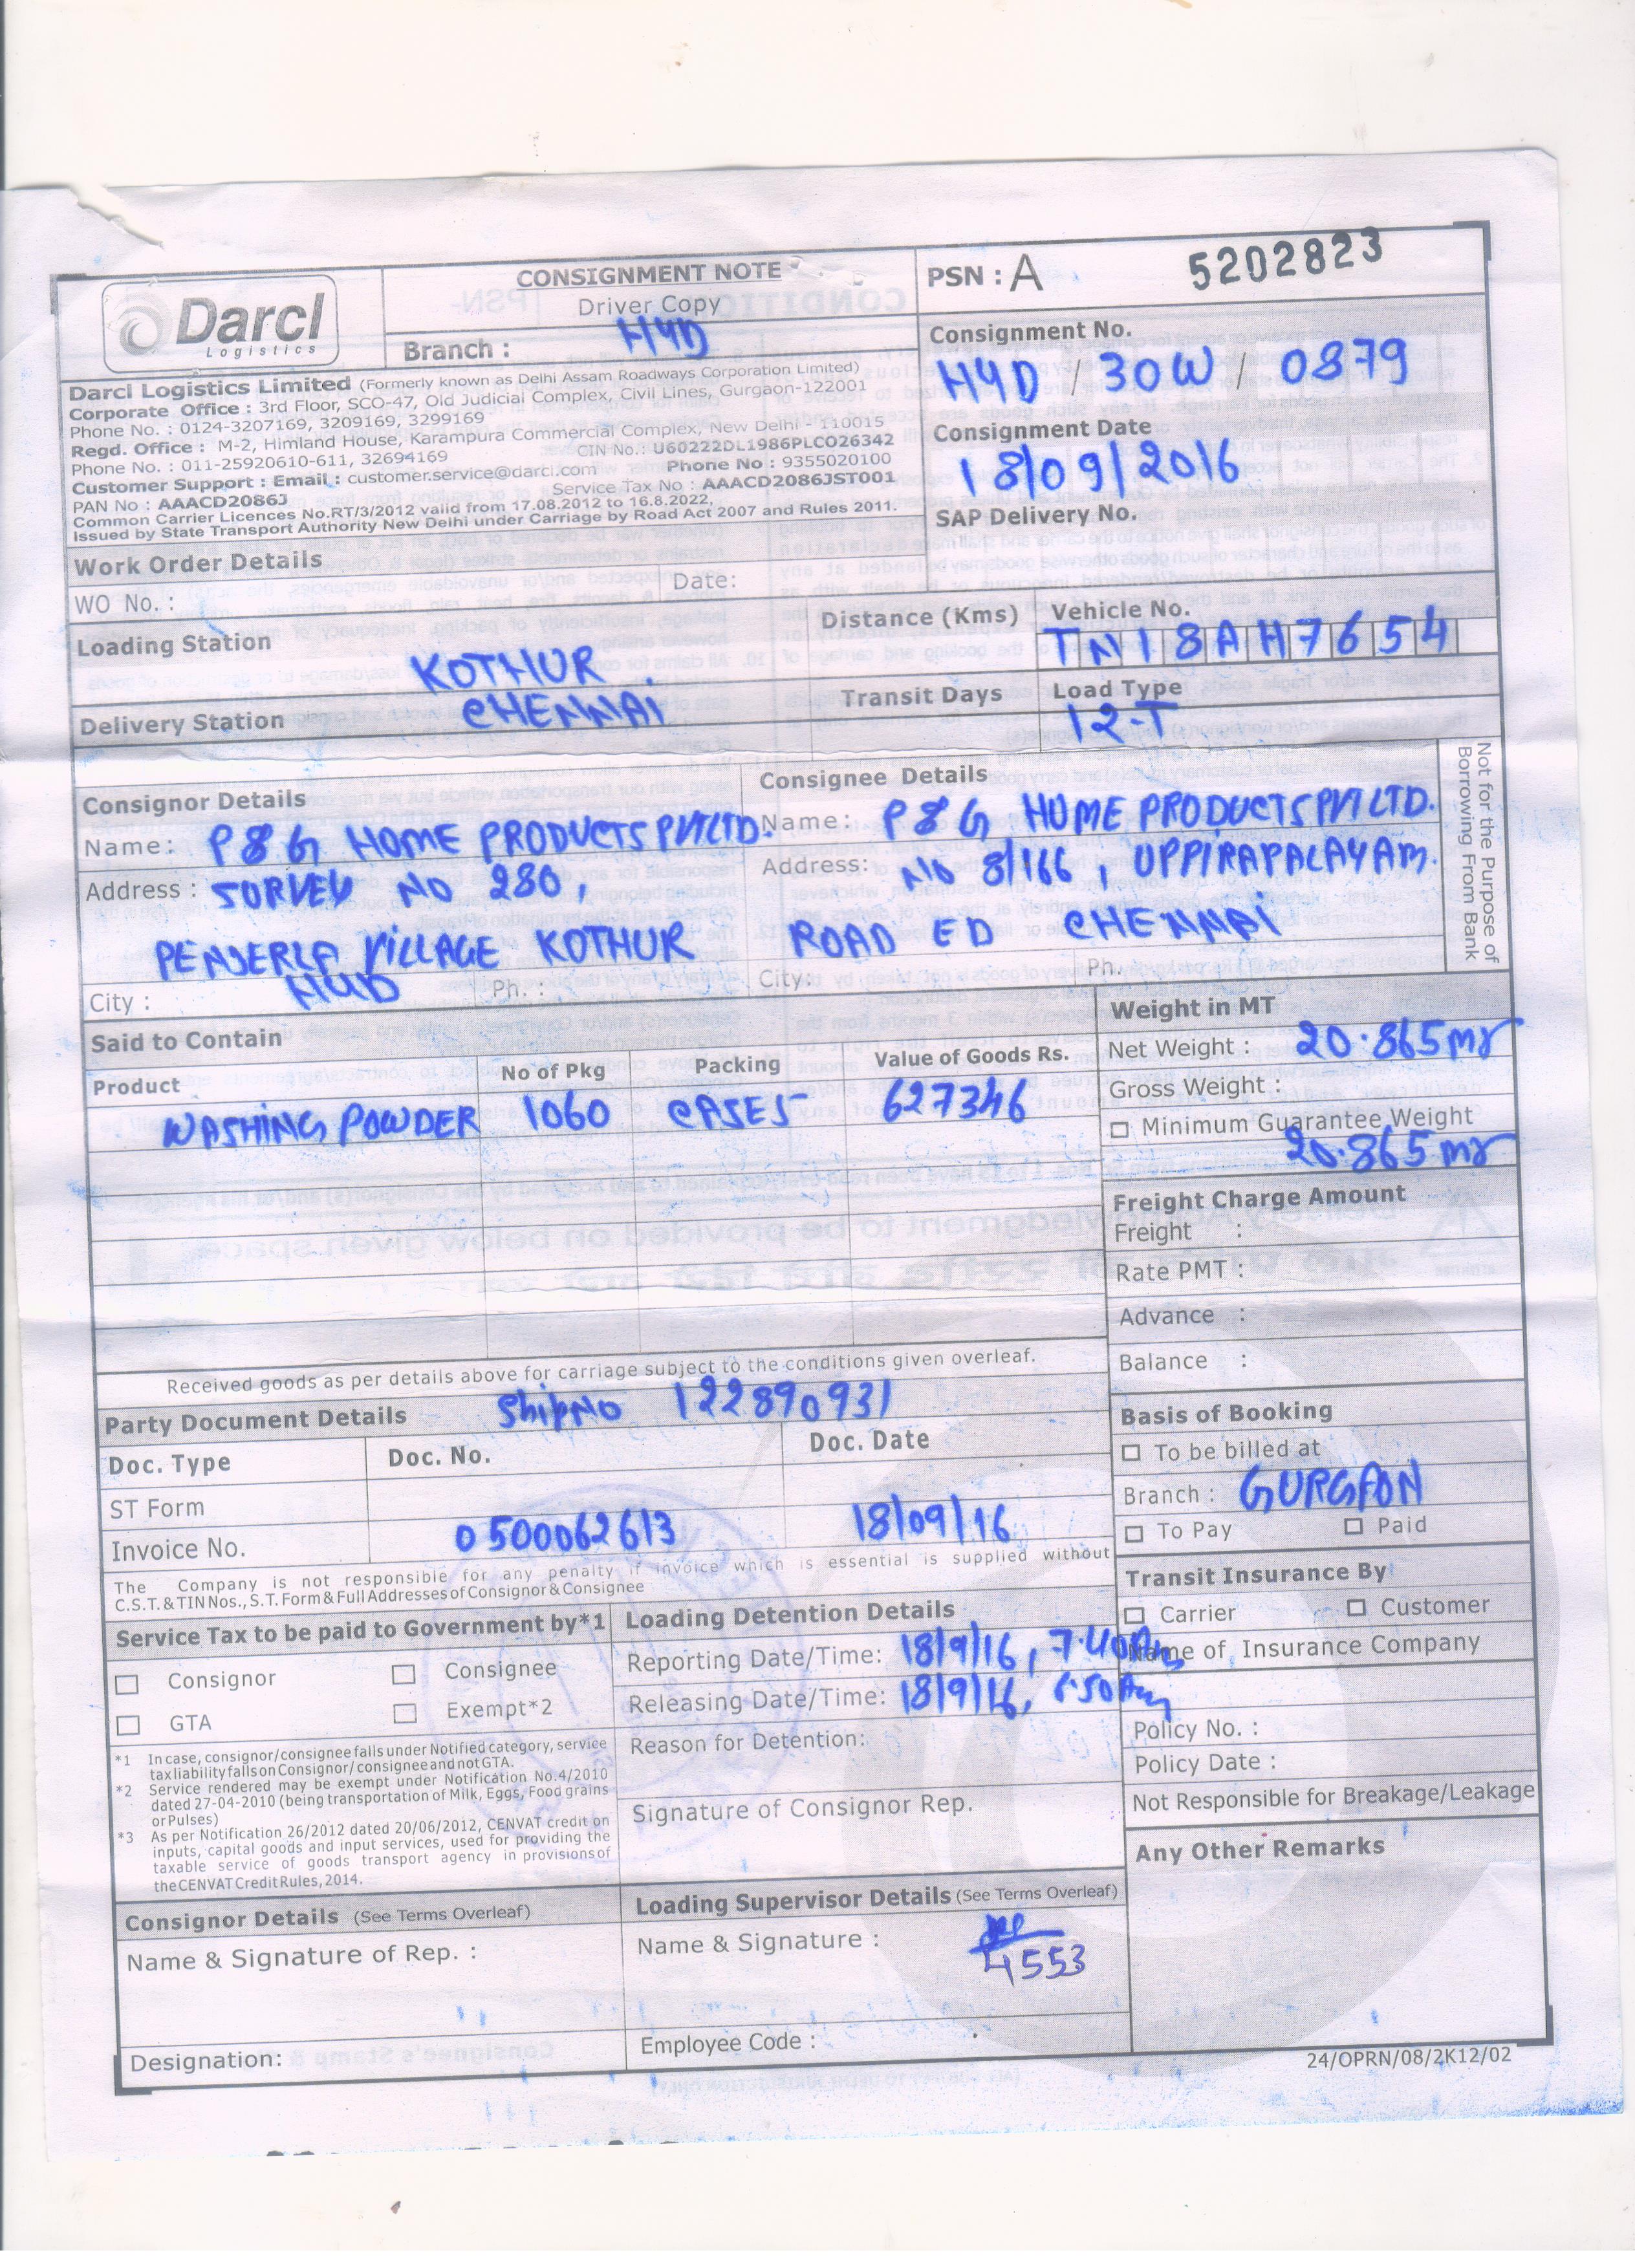 Darcl
Logistics
CONSIGNMENT NOTE
Driver Copy
Branch : HYD
PSN : A 5202823
Darcl Logistics Limited (Formerly known as Delhi Assam Roadways Corporation Limited)
Corporate Office : 3rd Floor, SCO-47, Old Judicial Complex, Civil Lines, Gurgaon-122001
Phone No. : 0124-3207169, 3209169, 3299169
Regd. Office : M-2, Himland House, Karampura Commercial Complex, New Delhi - 110015
Phone No. : 011-25920610-611, 32694169 CIN No.: U60222DL1986PLCO26342
Customer Support : Email : customer.service@darcl.com Phone No : 9355020100
PAN No : AAACD2086J Service Tax No : AAACD2086JST001
Common Carrier Licences No.RT/3/2012 valid from 17.08.2012 to 16.8.2022,
Issued by State Transport Authority New Delhi under Carriage by Road Act 2007 and Rules 2011.
Consignment No.
HYD / 30W / 0879
Consignment Date
18/09/2016
SAP Delivery No.
Work Order Details
WO No. : Date:
Loading Station KOTHUR
Distance (Kms)
Vehicle No.
TN18AH7654
Delivery Station CHENNAI
Transit Days
Load Type
12-T
Consignor Details
Name: P&G HOME PRODUCTS PVT LTD.
Address : SURVEY NO 280,
PENJERLA VILLAGE KOTHUR
City : HYD Ph. :
Consignee Details
Name: P&G HOME PRODUCTS PVT LTD.
Address: NO 8/166, UPPIRAPALAYAM.
ROAD ED CHENNAI
City: Ph.
Not for the Purpose of
Borrowing From Bank
Said to Contain
Product No of Pkg Packing Value of Goods Rs.
WASHING POWDER 1060 CASES 627346
Weight in MT
Net Weight : 20.865 MT
Gross Weight :
Minimum Guarantee Weight
20.865 MT
Freight Charge Amount
Freight :
Rate PMT :
Advance :
Balance :
Received goods as per details above for carriage subject to the conditions given overleaf.
Party Document Details Ship No 122890931
Doc. Type Doc. No. Doc. Date
ST Form
Invoice No. 0500062613 18/09/16
The Company is not responsible for any penalty if invoice which is essential is supplied without
C.S.T. & TIN Nos., S.T. Form & Full Addresses of Consignor & Consignee
Basis of Booking
To be billed at
Branch : GURGAON
To Pay Paid
Transit Insurance By
Carrier Customer
Name of Insurance Company
Policy No. :
Policy Date :
Not Responsible for Breakage/Leakage
Any Other Remarks
Service Tax to be paid to Government by*1
Consignor Consignee
GTA Exempt*2
*1 In case, consignor/consignee falls under Notified category, service
tax liability falls on Consignor/ consignee and not GTA.
*2 Service rendered may be exempt under Notification No.4/2010
dated 27-04-2010 (being transportation of Milk, Eggs, Food grains
or Pulses)
*3 As per Notification 26/2012 dated 20/06/2012, CENVAT credit on
inputs, capital goods and input services, used for providing the
taxable service of goods transport agency in provisions of
the CENVAT Credit Rules, 2014.
Loading Detention Details
Reporting Date/Time: 18/9/16, 7.40
Releasing Date/Time: 18/9/16,
Reason for Detention:
Signature of Consignor Rep.
Consignor Details (See Terms Overleaf)
Name & Signature of Rep. :
Designation:
Loading Supervisor Details (See Terms Overleaf)
Name & Signature :
4553
Employee Code :
24/OPRN/08/2K12/02